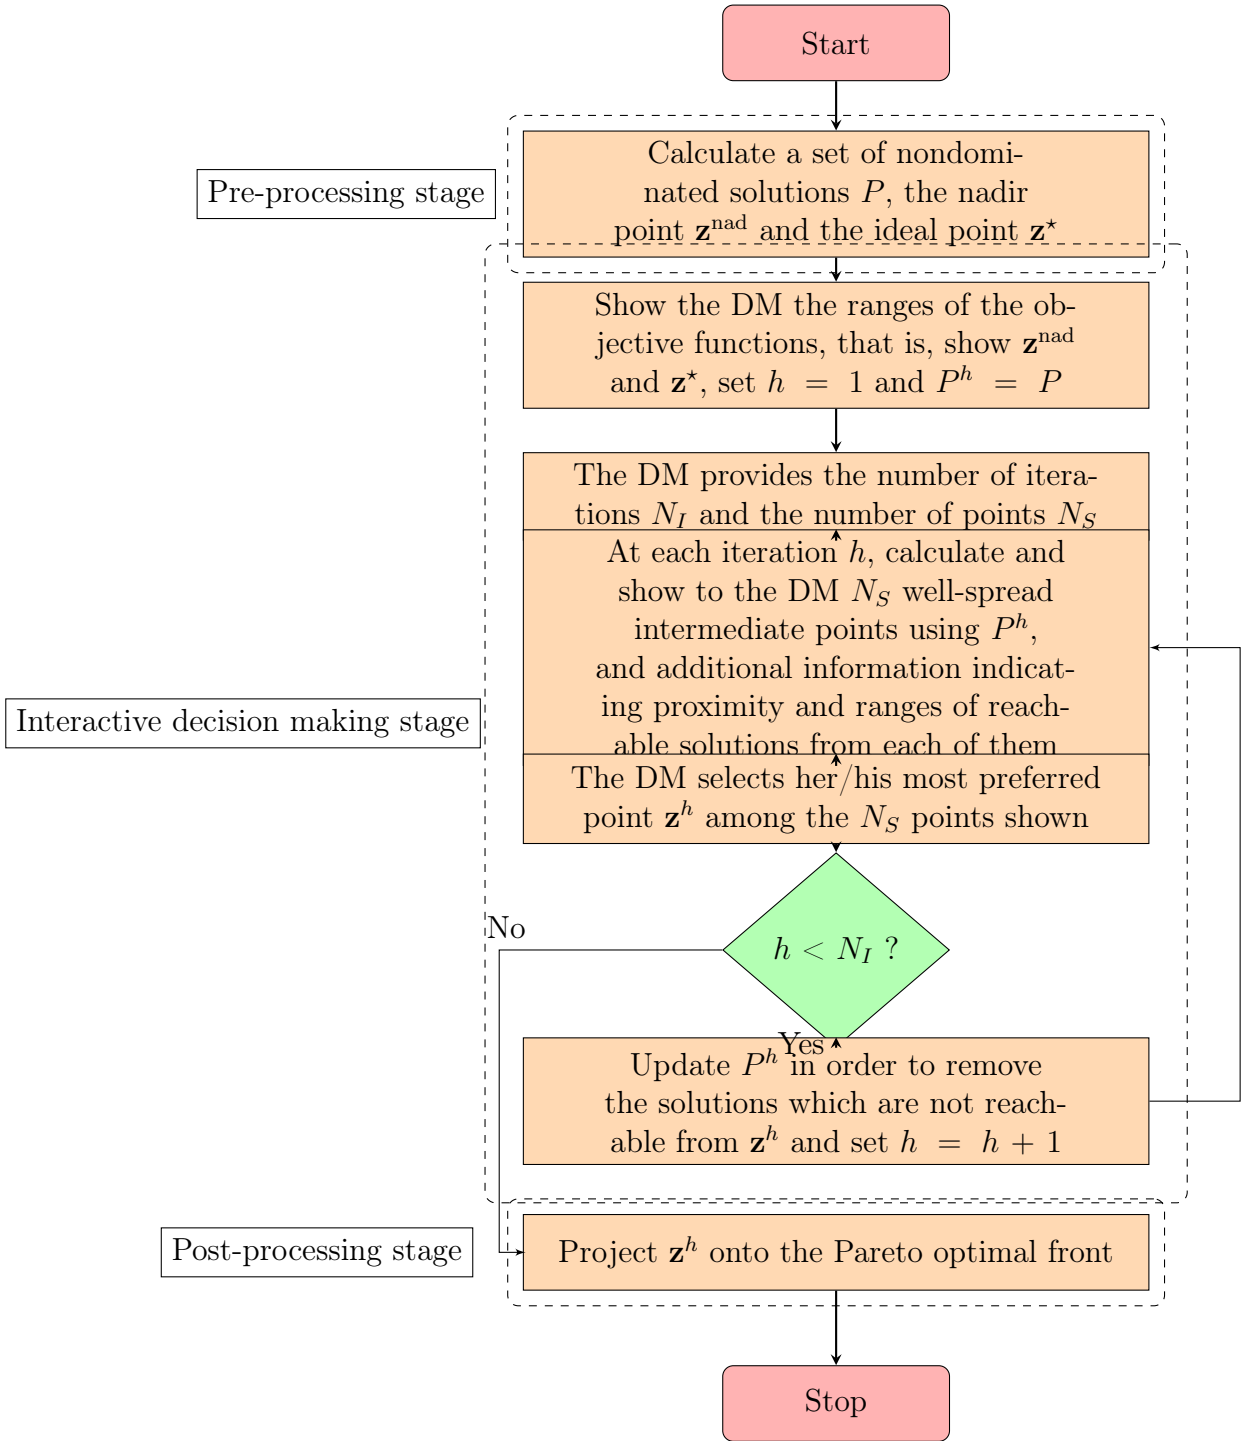 Start
Calculate a set of nondomi-
nated solutions P, the nadir
point z^nad and the ideal point z^⋆
Pre-processing stage
Show the DM the ranges of the ob-
jective functions, that is, show z^nad
and z^⋆, set h = 1 and P^h = P
The DM provides the number of itera-
tions N_I and the number of points N_S
At each iteration h, calculate and
show to the DM N_S well-spread
intermediate points using P^h,
and additional information indicat-
ing proximity and ranges of reach-
able solutions from each of them
Interactive decision making stage
The DM selects her/his most preferred
point z^h among the N_S points shown
No
h < N_I ?
Yes
Update P^h in order to remove
the solutions which are not reach-
able from z^h and set h = h + 1
Post-processing stage
Project z^h onto the Pareto optimal front
Stop